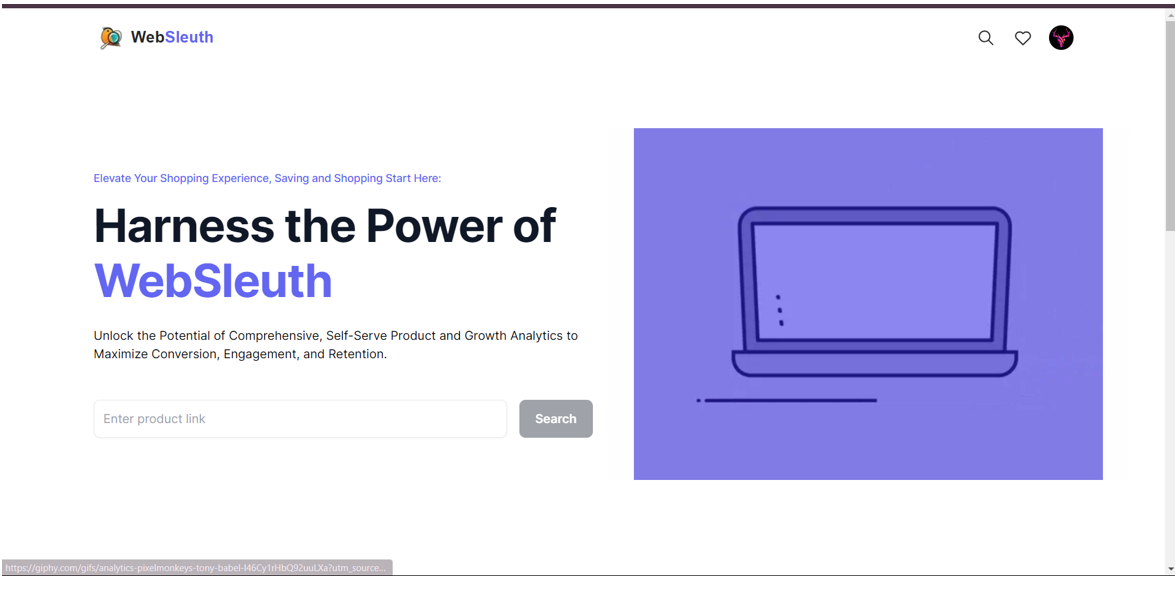 WebSleuth
Elevate Your Shopping Experience, Saving and Shopping Start Here:
Harness the Power of
WebSleuth
Unlock the Potential of Comprehensive, Self-Serve Product and Growth Analytics to
Maximize Conversion, Engagement, and Retention.
Enter product link
Search
https://giphy.com/gifs/analytics-pixelmonkeys-tony-babel-l46Cy1rHbQ92uuLXa?utm_source...